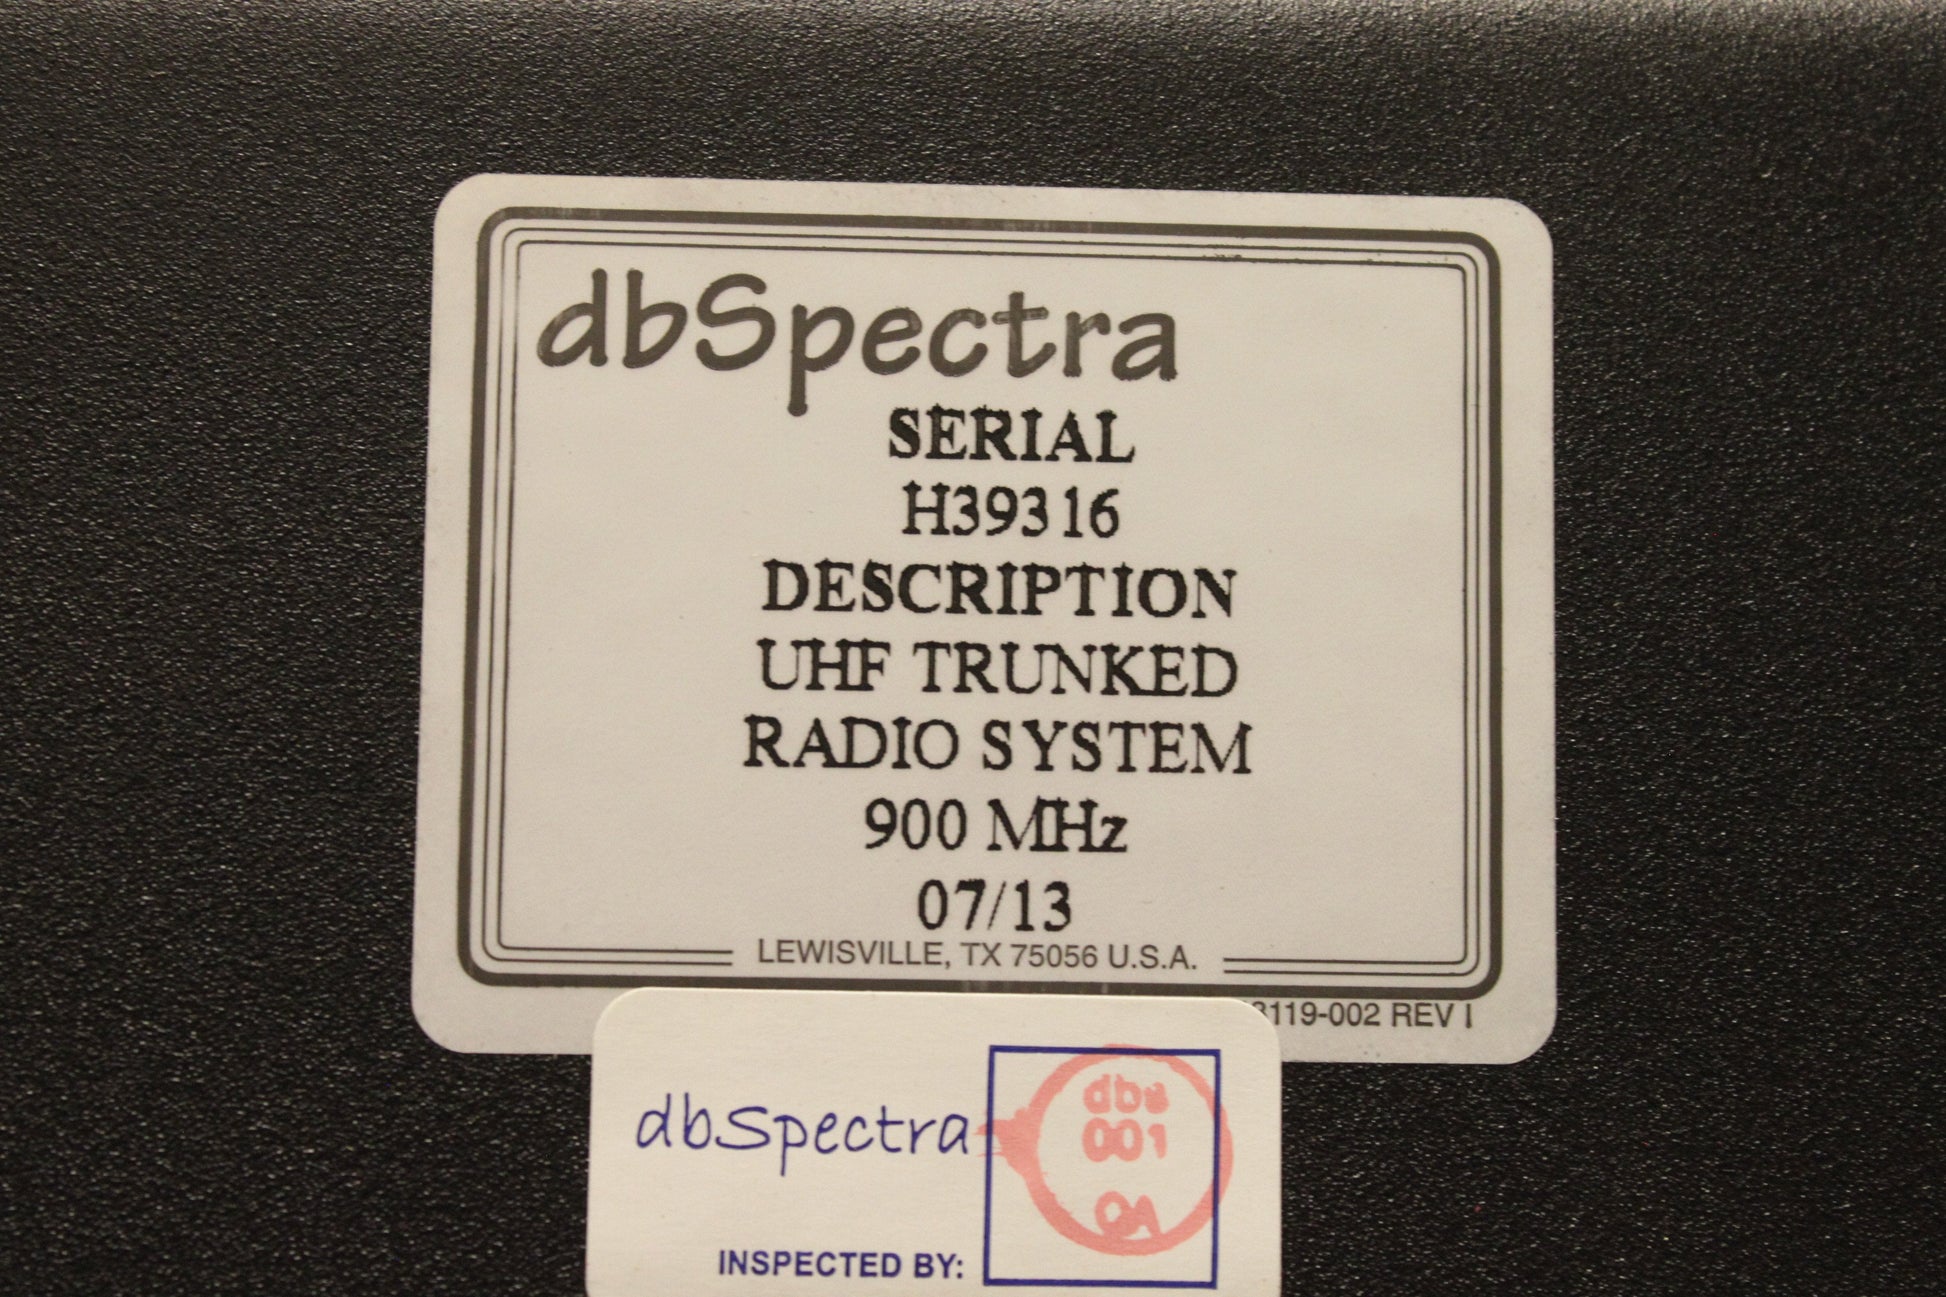 dbSpectra
SERIAL
H39316
DESCRIPTION
UHF TRUNKED
RADIO SYSTEM
900 MHz
07/13
LEWISVILLE, TX 75056 U.S.A.
3119-002 REV I
dbSpectra
dbs
001
QA
INSPECTED BY: